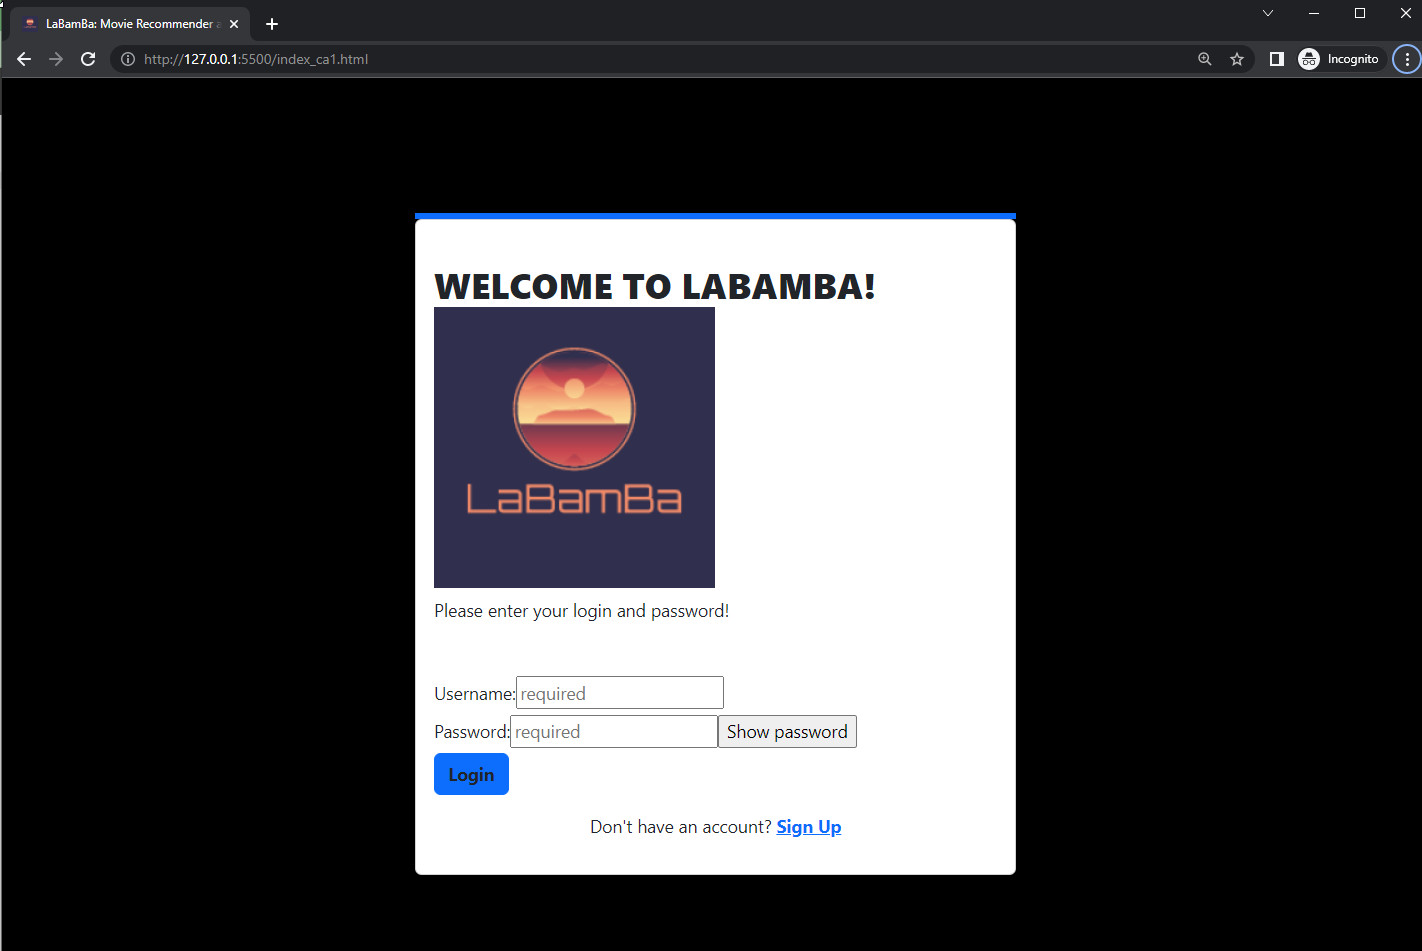 LaBamBa: Movie Recommender
http://127.0.0.1:5500/index_ca1.html
Incognito
WELCOME TO LABAMBA!
LaBamBa
Please enter your login and password!
Username: required
Password: required Show password
Login
Don't have an account? Sign Up